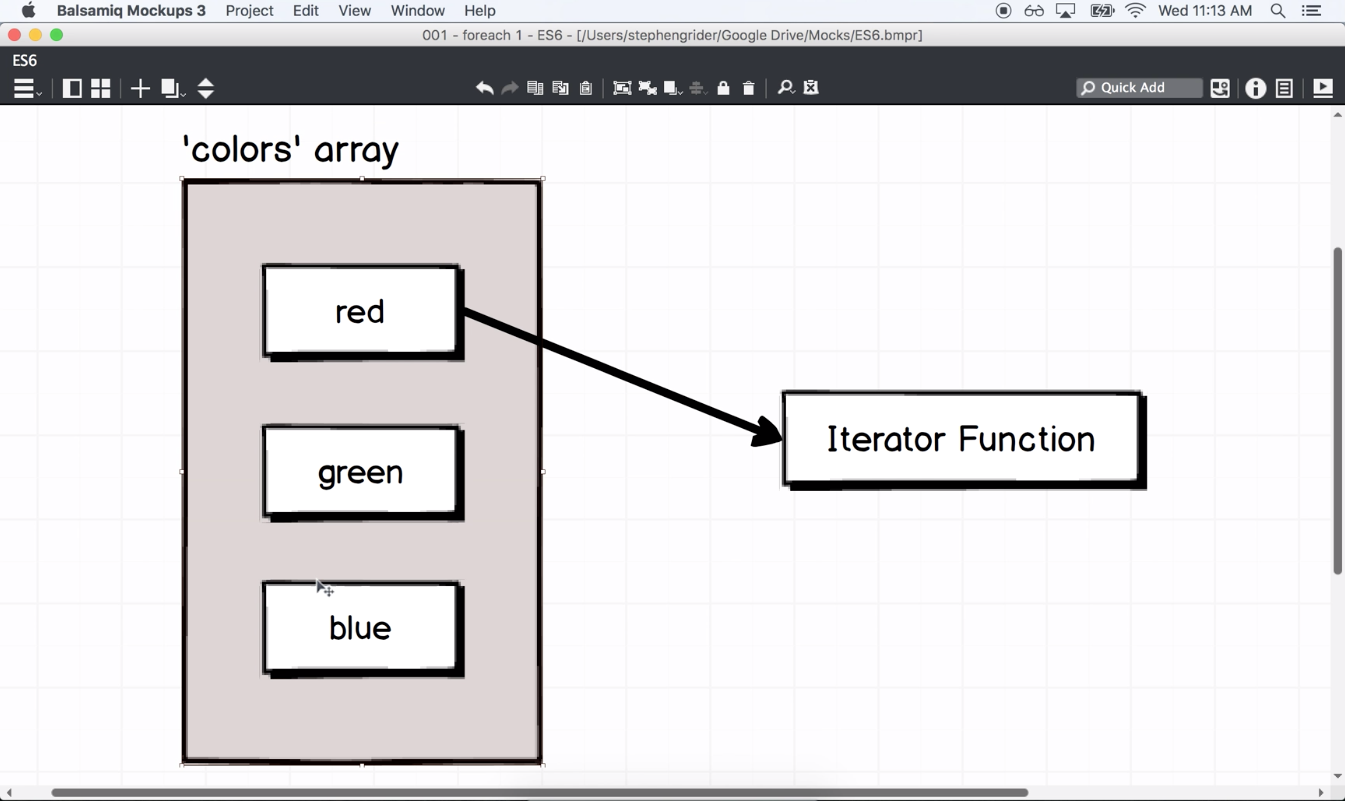 Balsamiq Mockups 3 Project Edit View Window Help Wed 11:13 AM
001 - foreach 1 - ES6 - [/Users/stephengrider/Google Drive/Mocks/ES6.bmpr]
ES6
Quick Add
'colors' array
red
Iterator Function
green
blue